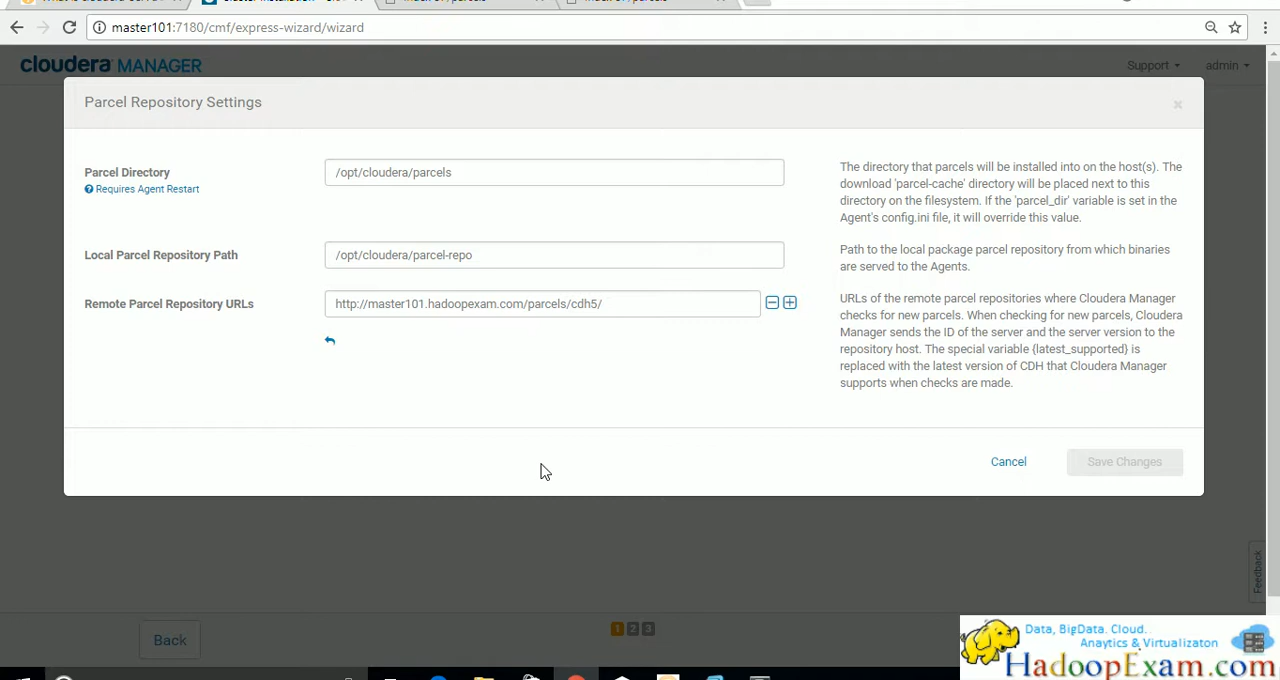 master101:7180/cmf/express-wizard/wizard
cloudera MANAGER
Support
admin
Parcel Repository Settings
×
Parcel Directory
Requires Agent Restart
/opt/cloudera/parcels
The directory that parcels will be installed into on the host(s). The
download 'parcel-cache' directory will be placed next to this
directory on the filesystem. If the 'parcel_dir' variable is set in the
Agent's config.ini file, it will override this value.
Local Parcel Repository Path
/opt/cloudera/parcel-repo
Path to the local package parcel repository from which binaries
are served to the Agents.
Remote Parcel Repository URLs
http://master101.hadoopexam.com/parcels/cdh5/
URLs of the remote parcel repositories where Cloudera Manager
checks for new parcels. When checking for new parcels, Cloudera
Manager sends the ID of the server and the server version to the
repository host. The special variable {latest_supported} is
replaced with the latest version of CDH that Cloudera Manager
supports when checks are made.
Cancel
Save Changes
Feedback
Back
1 2 3
Data, BigData. Cloud.
Anaytics & Virtualizaton
HadoopExam.com